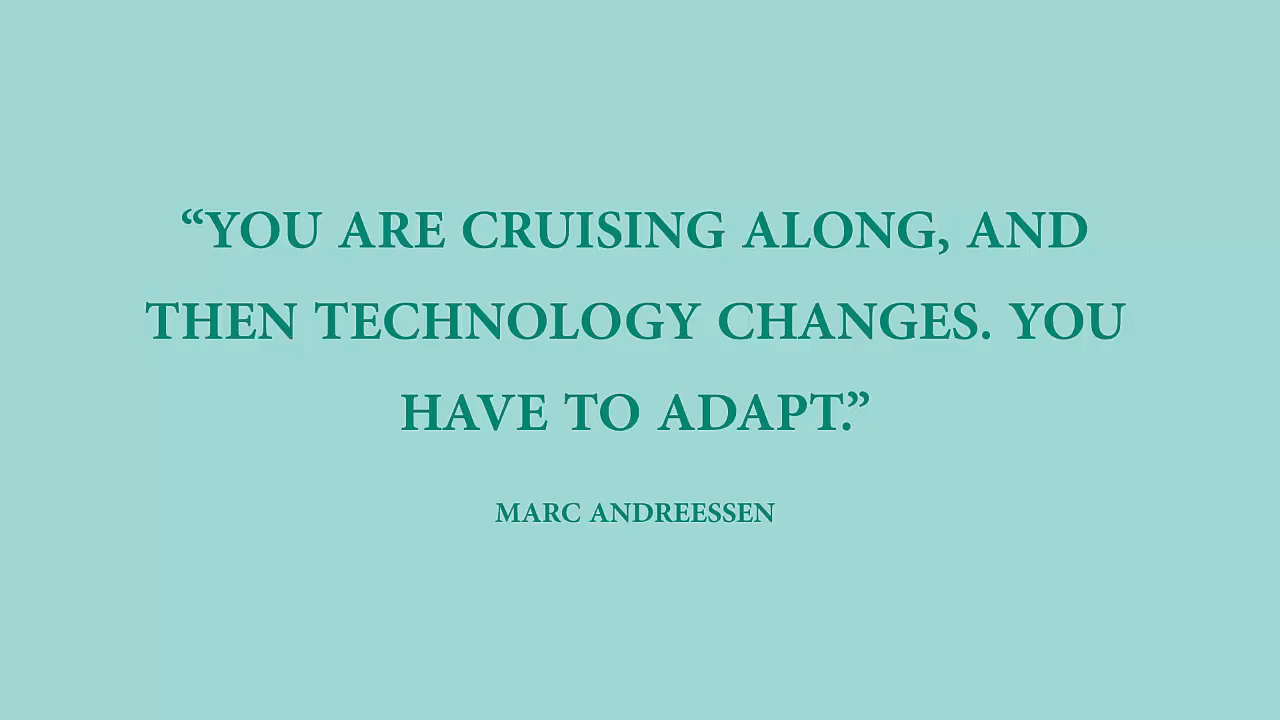 “YOU ARE CRUISING ALONG, AND
THEN TECHNOLOGY CHANGES. YOU
HAVE TO ADAPT.”
MARC ANDREESSEN